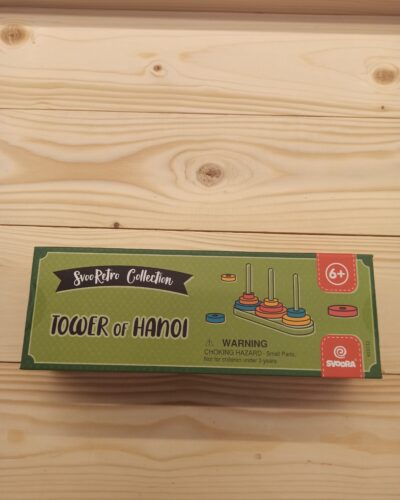 SvooRetro Collection
6+
TOWER OF HANOI
WARNING
CHOKING HAZARD - Small Parts.
Not for children under 3 years
SVOORA